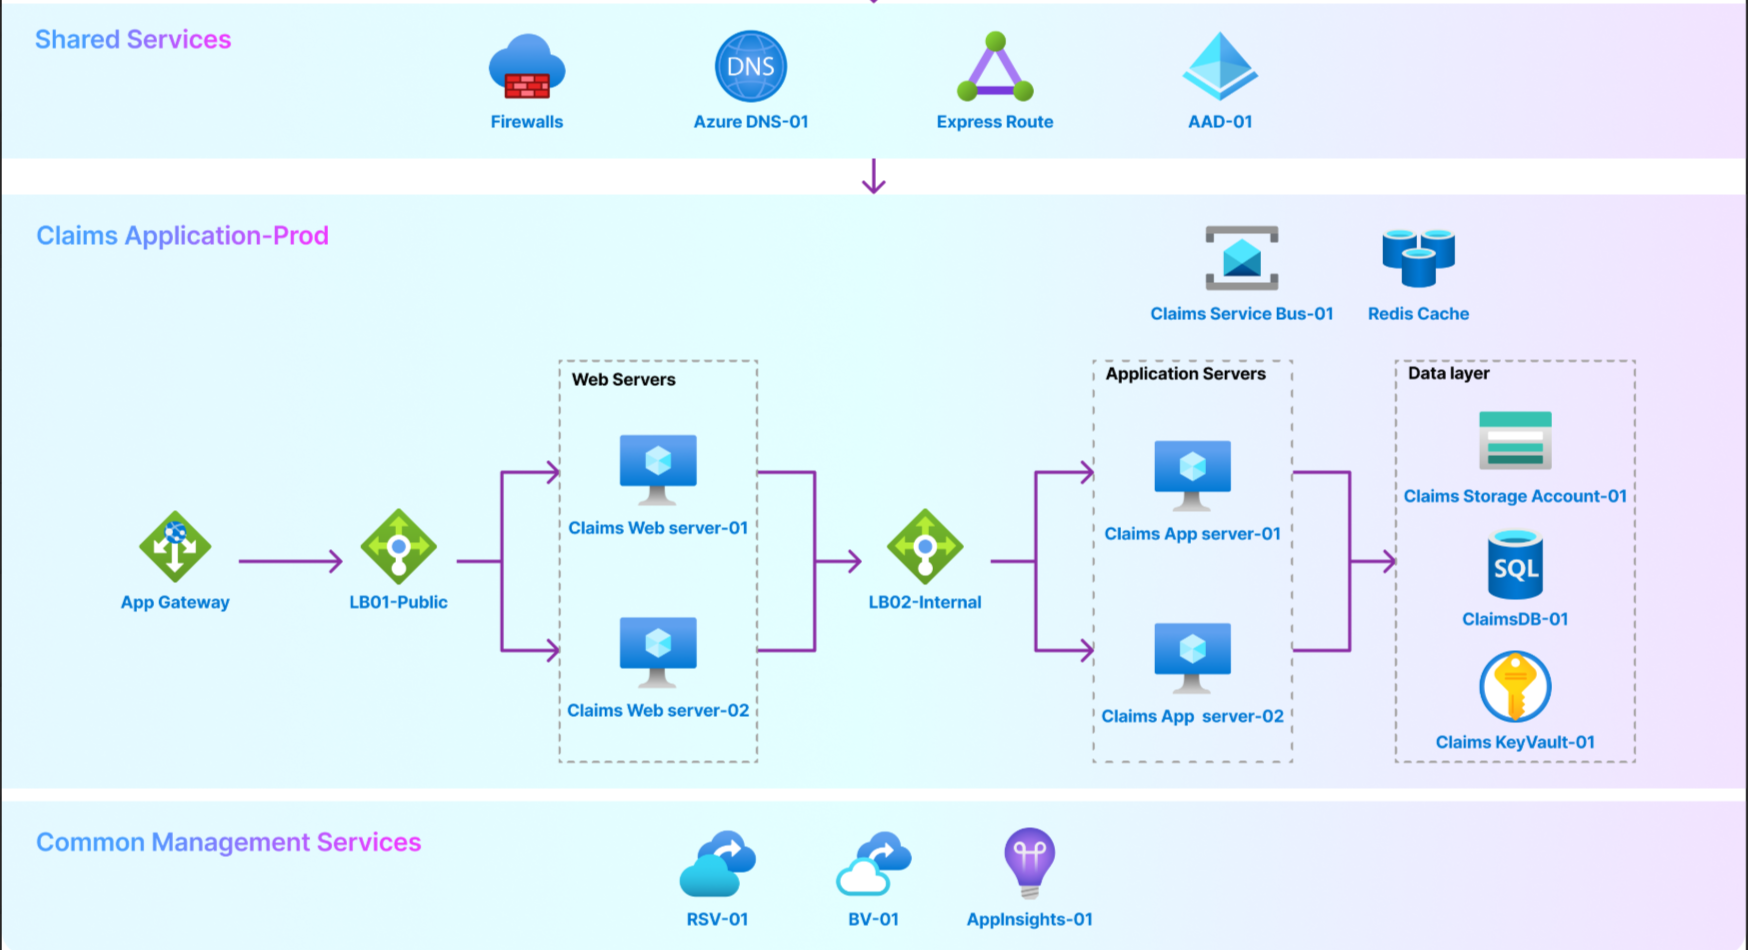 Shared Services
DNS
Firewalls
Azure DNS-01
Express Route
AAD-01
Claims Application-Prod
Claims Service Bus-01
Redis Cache
Web Servers
Application Servers
Data layer
Claims Storage Account-01
Claims Web server-01
Claims App server-01
SQL
App Gateway
LB01-Public
LB02-Internal
ClaimsDB-01
Claims Web server-02
Claims App server-02
Claims KeyVault-01
Common Management Services
RSV-01
BV-01
AppInsights-01